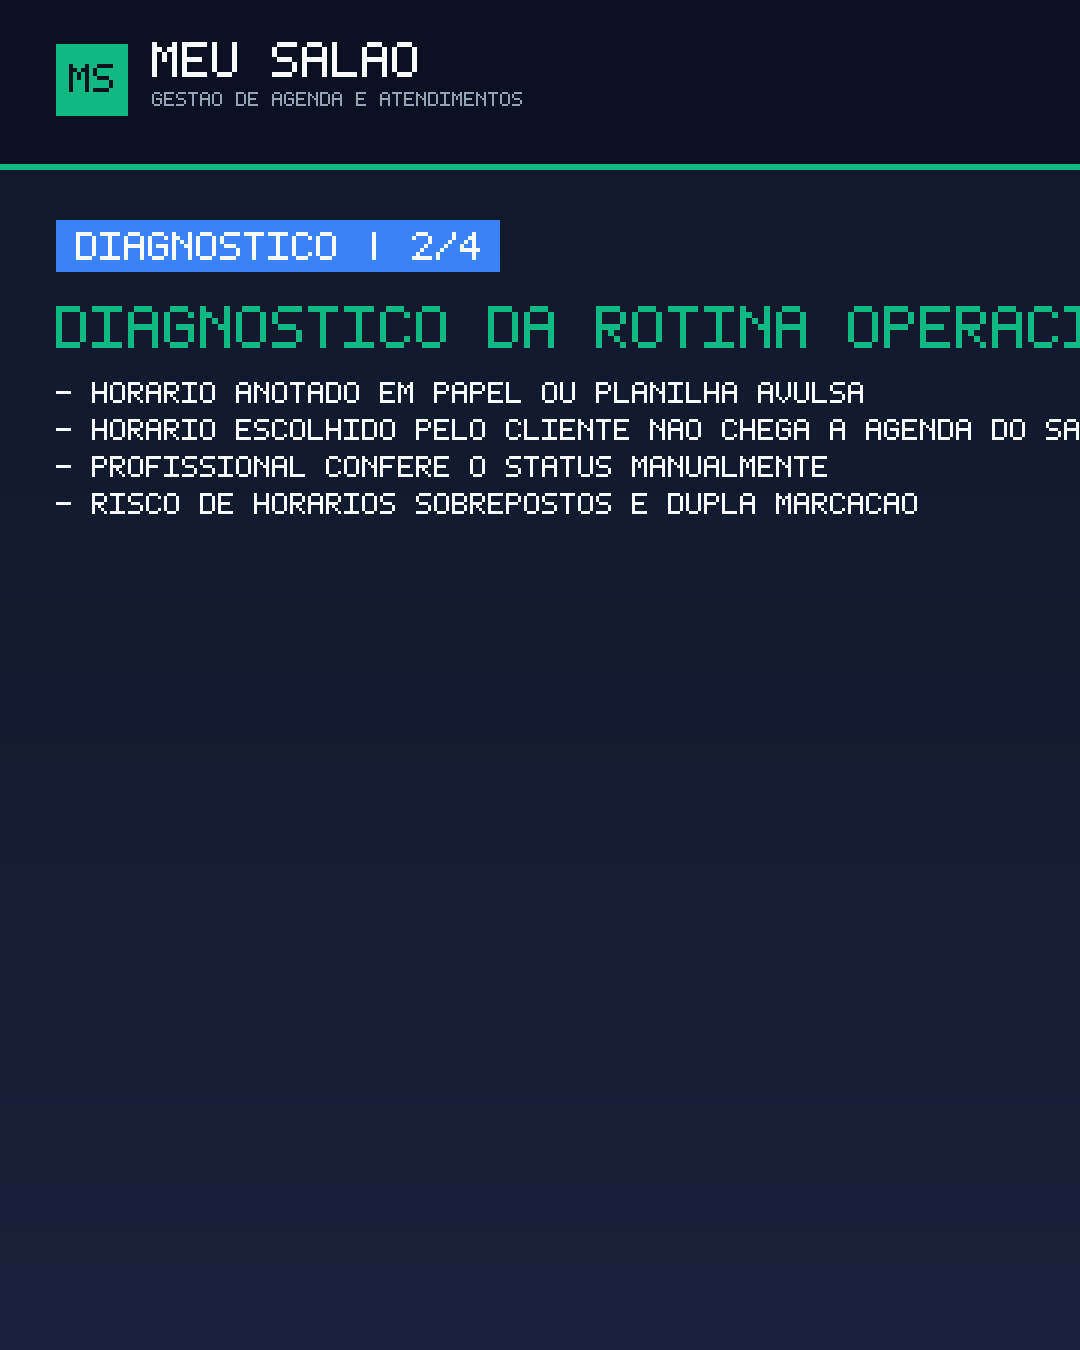 MS
MEU SALAO
GESTAO DE AGENDA E ATENDIMENTOS
DIAGNOSTICO | 2/4
DIAGNOSTICO DA ROTINA OPERACI
- HORARIO ANOTADO EM PAPEL OU PLANILHA AVULSA
- HORARIO ESCOLHIDO PELO CLIENTE NAO CHEGA A AGENDA DO SA
- PROFISSIONAL CONFERE O STATUS MANUALMENTE
- RISCO DE HORARIOS SOBREPOSTOS E DUPLA MARCACAO